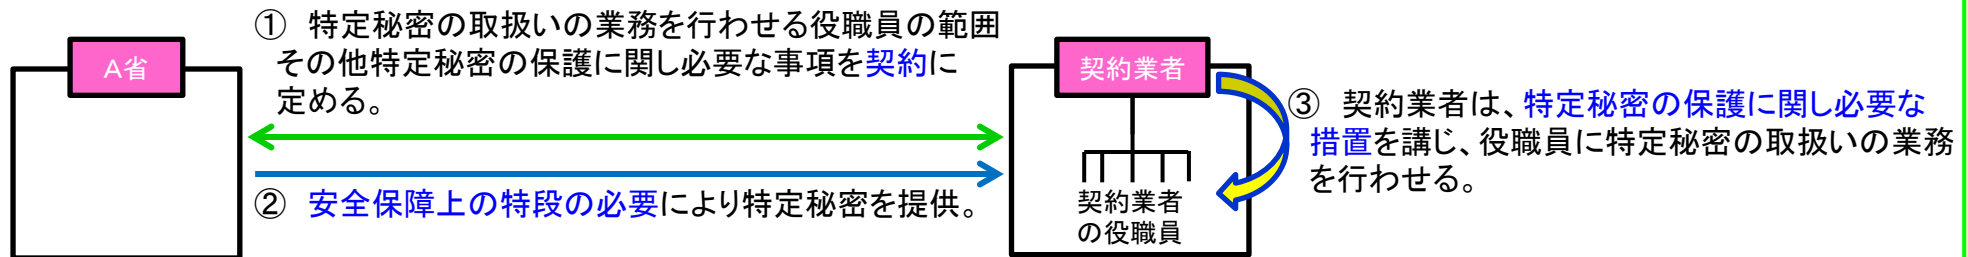 ① 特定秘密の取扱いの業務を行わせる役職員の範囲
その他特定秘密の保護に関し必要な事項を契約に
定める。
A省
契約業者
③ 契約業者は、特定秘密の保護に関し必要な
措置を講じ、役職員に特定秘密の取扱いの業務
を行わせる。
② 安全保障上の特段の必要により特定秘密を提供。
契約業者
の役職員